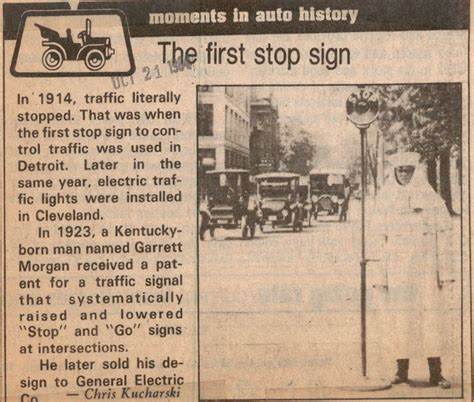 moments in auto history
The first stop sign
OCT 21
In 1914, traffic literally
stopped. That was when
the first stop sign to con-
trol traffic was used in
Detroit. Later in the
same year, electric traf-
fic lights were installed
in Cleveland.
In 1923, a Kentucky-
born man named Garrett
Morgan received a pat-
ent for a traffic signal
that systematically
raised and lowered
"Stop" and "Go" signs
at intersections.
He later sold his de-
sign to General Electric
Co.
— Chris Kucharski